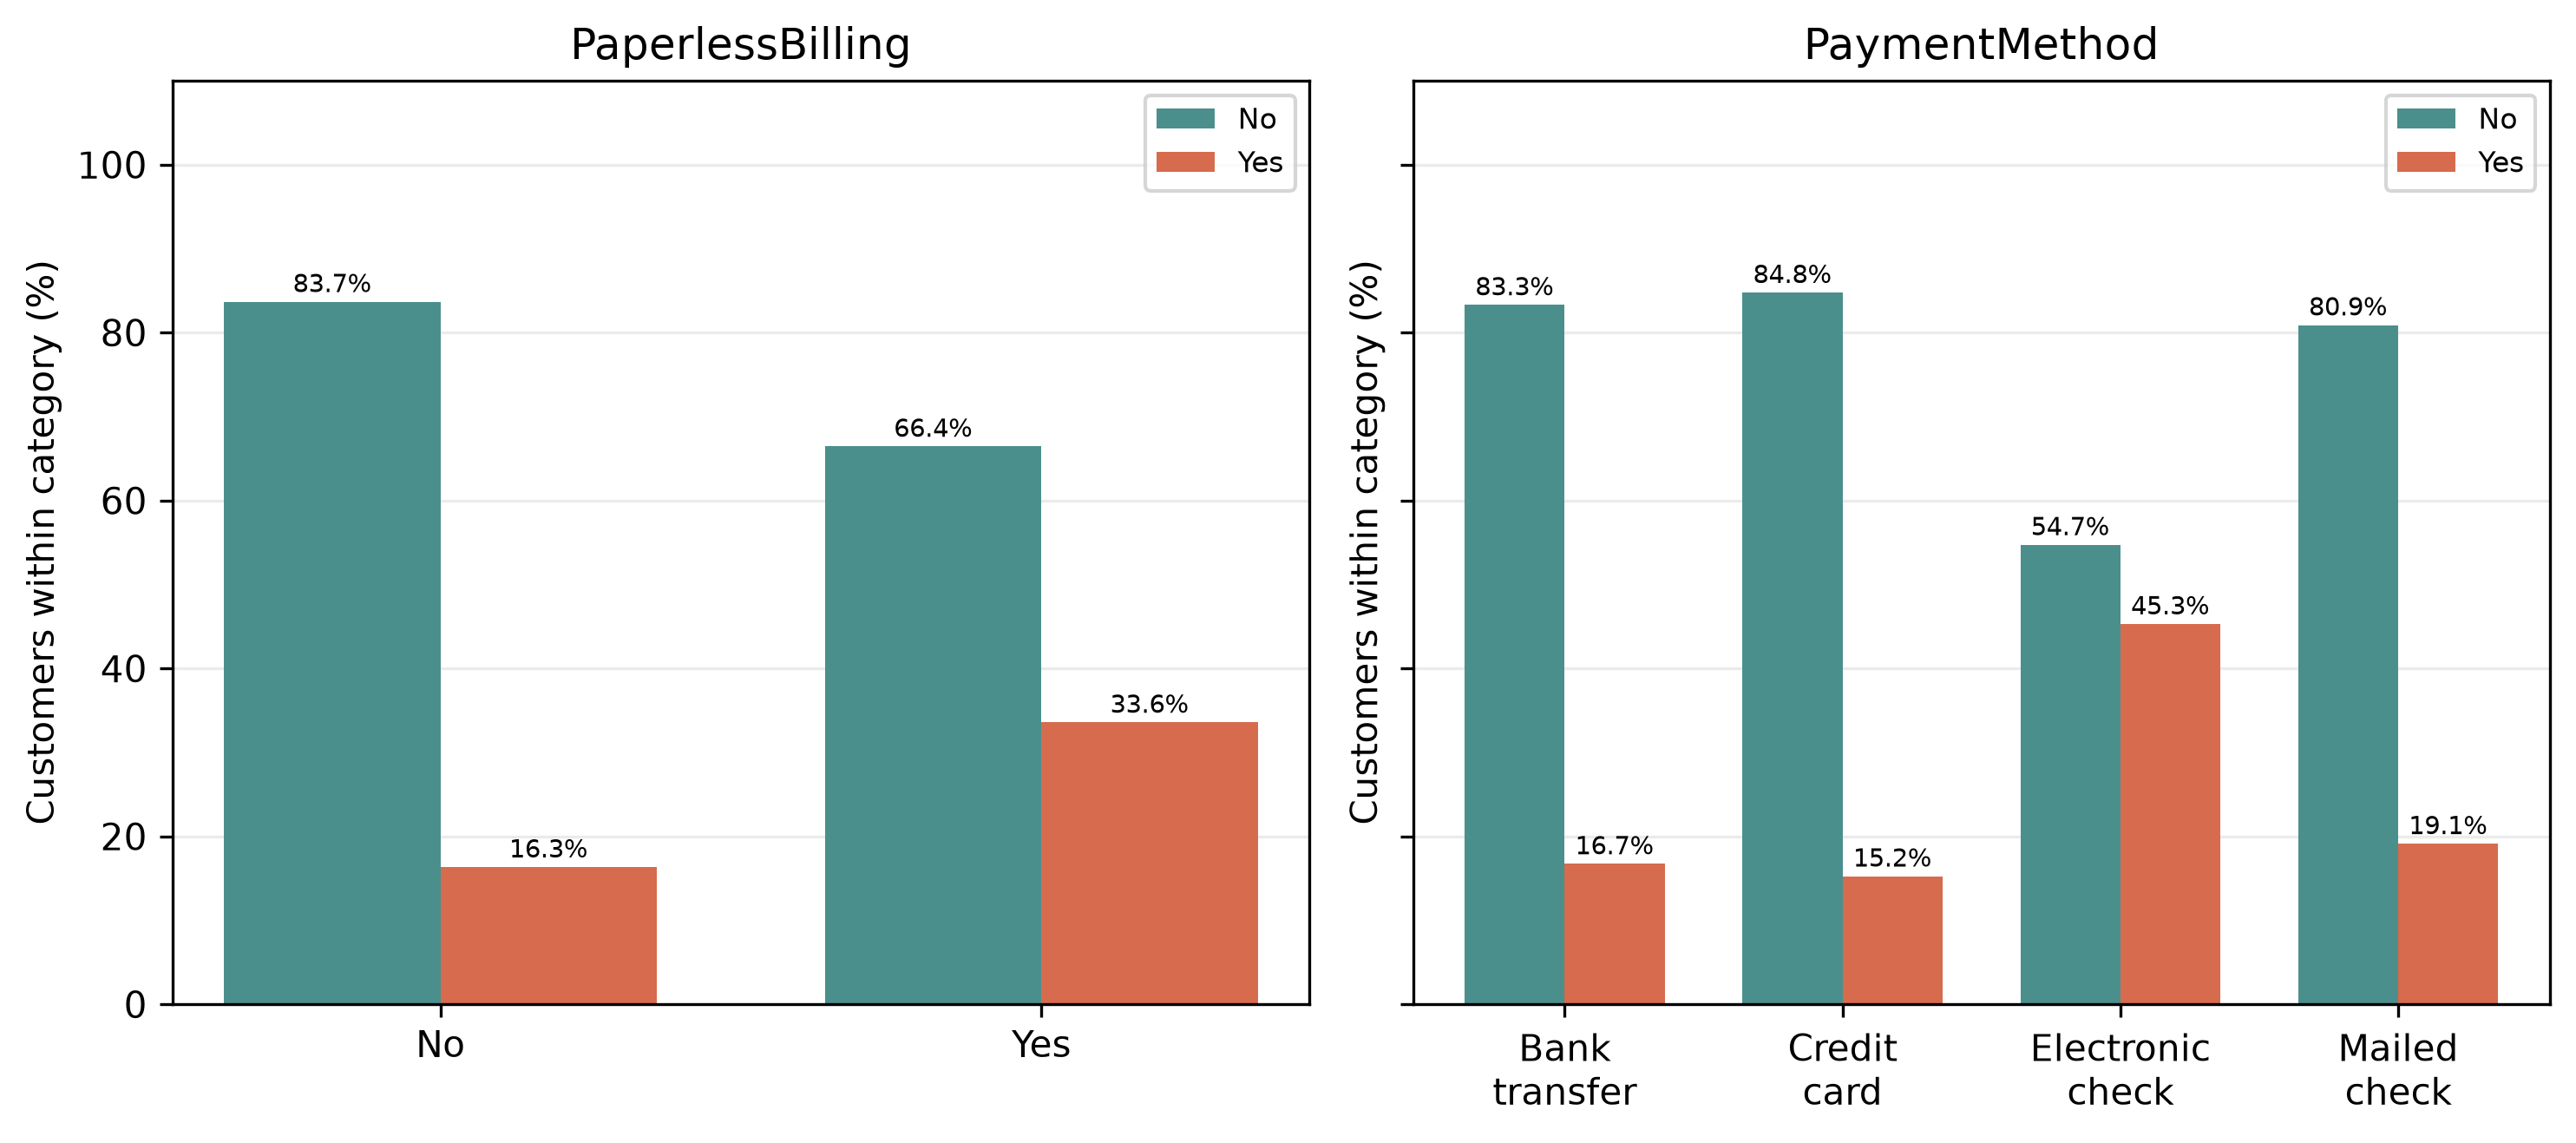 PaperlessBilling
Customers within category (%)
100
80
60
40
20
0
No
Yes
83.7%
16.3%
66.4%
33.6%
No
Yes
PaymentMethod
Customers within category (%)
No
Yes
83.3%
16.7%
84.8%
15.2%
54.7%
45.3%
80.9%
19.1%
Bank
transfer
Credit
card
Electronic
check
Mailed
check